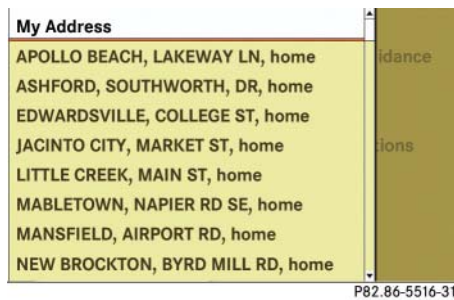 My Address
APOLLO BEACH, LAKEWAY LN, home
idance
ASHFORD, SOUTHWORTH, DR, home
EDWARDSVILLE, COLLEGE ST, home
JACINTO CITY, MARKET ST, home
tions
LITTLE CREEK, MAIN ST, home
MABLETOWN, NAPIER RD SE, home
MANSFIELD, AIRPORT RD, home
NEW BROCKTON, BYRD MILL RD, home
P82.86-5516-31